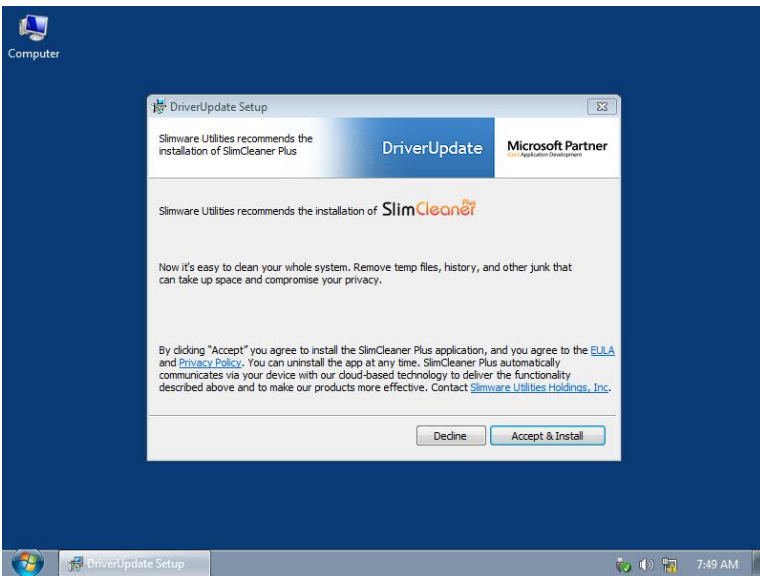 Computer
DriverUpdate Setup
Slimware Utilities recommends the
installation of SlimCleaner Plus
DriverUpdate
Microsoft Partner
Gold Application Development
Slimware Utilities recommends the installation of SlimCleaner Plus
Now it's easy to clean your whole system. Remove temp files, history, and other junk that
can take up space and compromise your privacy.
By clicking "Accept" you agree to install the SlimCleaner Plus application, and you agree to the EULA
and Privacy Policy. You can uninstall the app at any time. SlimCleaner Plus automatically
communicates via your device with our cloud-based technology to deliver the functionality
described above and to make our products more effective. Contact Slimware Utilities Holdings, Inc.
Decline
Accept & Install
DriverUpdate Setup
7:49 AM